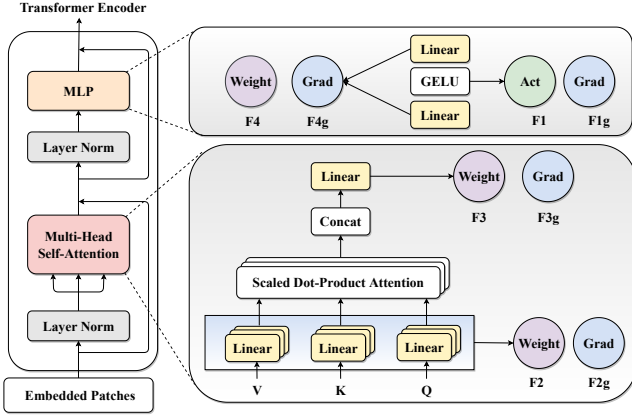 Transformer Encoder
MLP
Layer Norm
Multi-Head
Self-Attention
Layer Norm
Embedded Patches
Linear
Weight
Grad
GELU
Act
Grad
Linear
F4
F4g
F1
F1g
Linear
Weight
Grad
F3
F3g
Concat
Scaled Dot-Product Attention
Linear
Linear
Linear
Weight
Grad
V
K
Q
F2
F2g